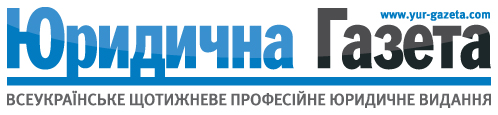 www.yur-gazeta.com
Юридична Газета
ВСЕУКРАЇНСЬКЕ ЩОТИЖНЕВЕ ПРОФЕСІЙНЕ ЮРИДИЧНЕ ВИДАННЯ